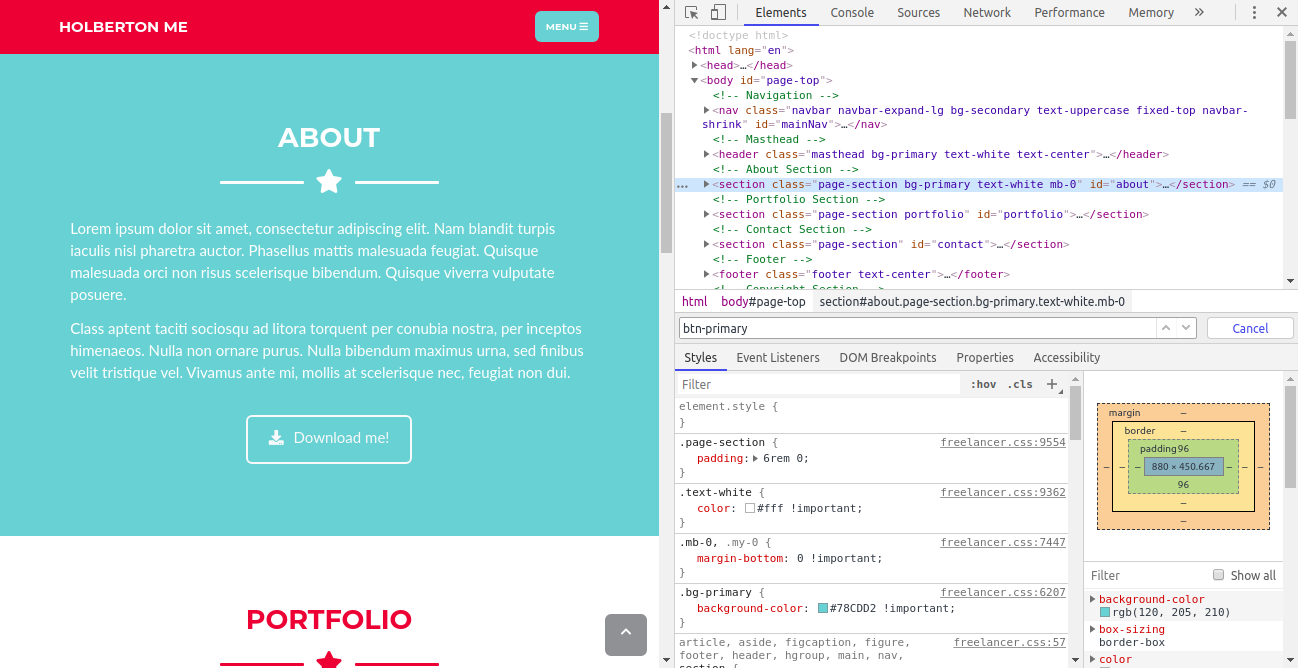 HOLBERTON ME
MENU
ABOUT
Lorem ipsum dolor sit amet, consectetur adipiscing elit. Nam blandit turpis
iaculis nisl pharetra auctor. Phasellus mattis malesuada feugiat. Quisque
malesuada orci non risus scelerisque bibendum. Quisque viverra vulputate
posuere.
Class aptent taciti sociosqu ad litora torquent per conubia nostra, per inceptos
himenaeos. Nulla non ornare purus. Nulla bibendum maximus urna, sed finibus
velit tristique vel. Vivamus ante mi, mollis at scelerisque nec, feugiat non dui.
Download me!
PORTFOLIO
Elements Console Sources Network Performance Memory »
<!doctype html>
<html lang="en">
<head>…</head>
<body id="page-top">
<!-- Navigation -->
<nav class="navbar navbar-expand-lg bg-secondary text-uppercase fixed-top navbar-
shrink" id="mainNav">…</nav>
<!-- Masthead -->
<header class="masthead bg-primary text-white text-center">…</header>
<!-- About Section -->
… <section class="page-section bg-primary text-white mb-0" id="about">…</section> == $0
<!-- Portfolio Section -->
<section class="page-section portfolio" id="portfolio">…</section>
<!-- Contact Section -->
<section class="page-section" id="contact">…</section>
<!-- Footer -->
<footer class="footer text-center">…</footer>
<!-- Copyright Section -->
html body#page-top section#about.page-section.bg-primary.text-white.mb-0
btn-primary Cancel
Styles Event Listeners DOM Breakpoints Properties Accessibility
Filter :hov .cls +
element.style {
}
.page-section { freelancer.css:9554
padding: 6rem 0;
}
.text-white { freelancer.css:9362
color: #fff !important;
}
.mb-0, .my-0 { freelancer.css:7447
margin-bottom: 0 !important;
}
.bg-primary { freelancer.css:6207
background-color: #78CDD2 !important;
}
article, aside, figcaption, figure, freelancer.css:57
footer, header, hgroup, main, nav,
section {
margin –
border –
padding 96
– – – 880 × 450.667 – – –
96
–
–
Filter Show all
background-color
rgb(120, 205, 210)
box-sizing
border-box
color